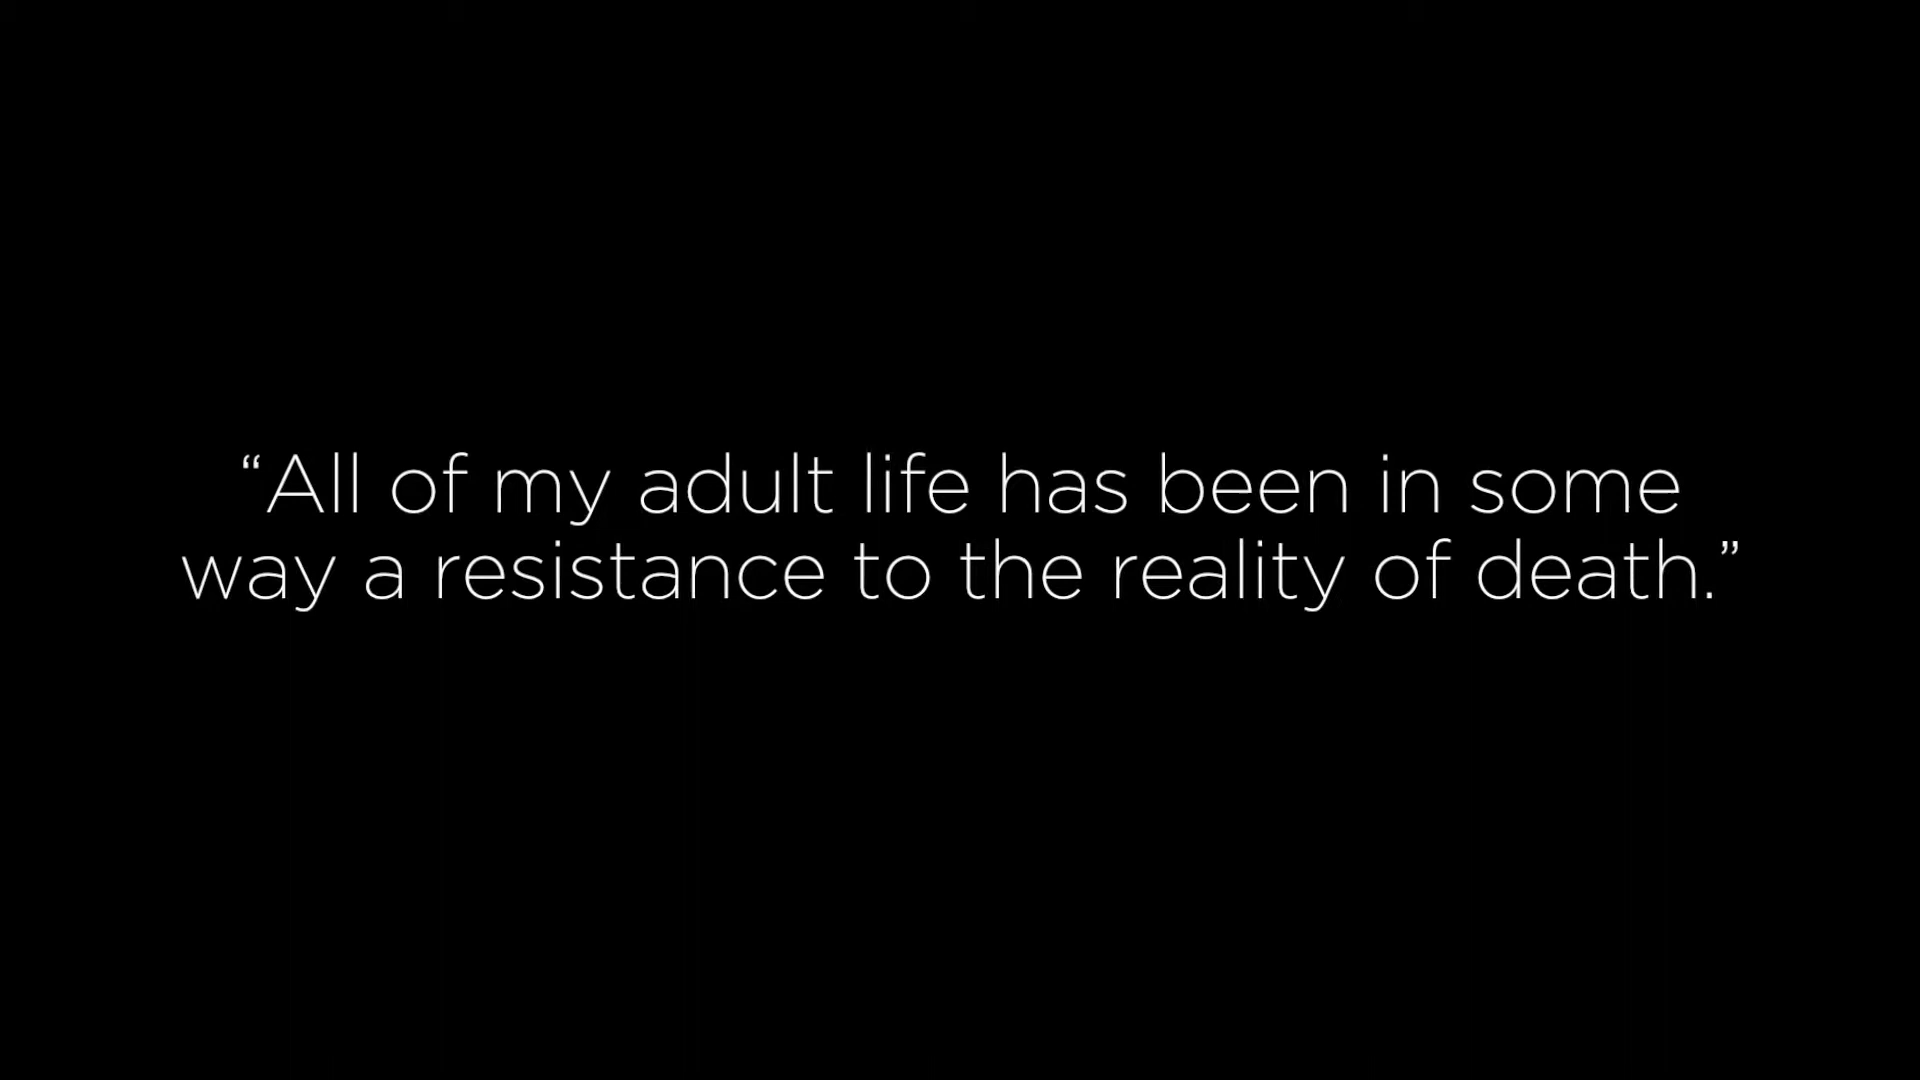 “All of my adult life has been in some
way a resistance to the reality of death.”